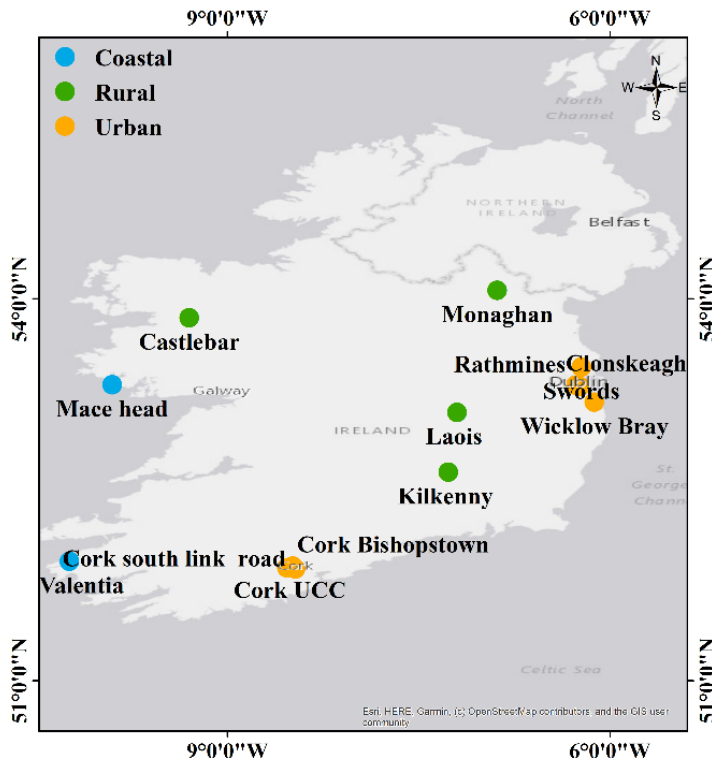 9°0'0"W
6°0'0"W
Coastal
Rural
Urban
N
W
E
S
North
Channel
NORTHERN
IRELAND
Belfast
54°0'0"N
54°0'0"N
Monaghan
Castlebar
Rathmines
Clonskeagh
Dublin
Swords
Mace head
Galway
Wicklow Bray
IRELAND
Laois
St.
George
Chann
Kilkenny
Cork Bishopstown
Cork south link road
Cork
Valentia
Cork UCC
Celtic Sea
51°0'0"N
51°0'0"N
Esri, HERE, Garmin, (c) OpenStreetMap contributors, and the GIS user
community
9°0'0"W
6°0'0"W